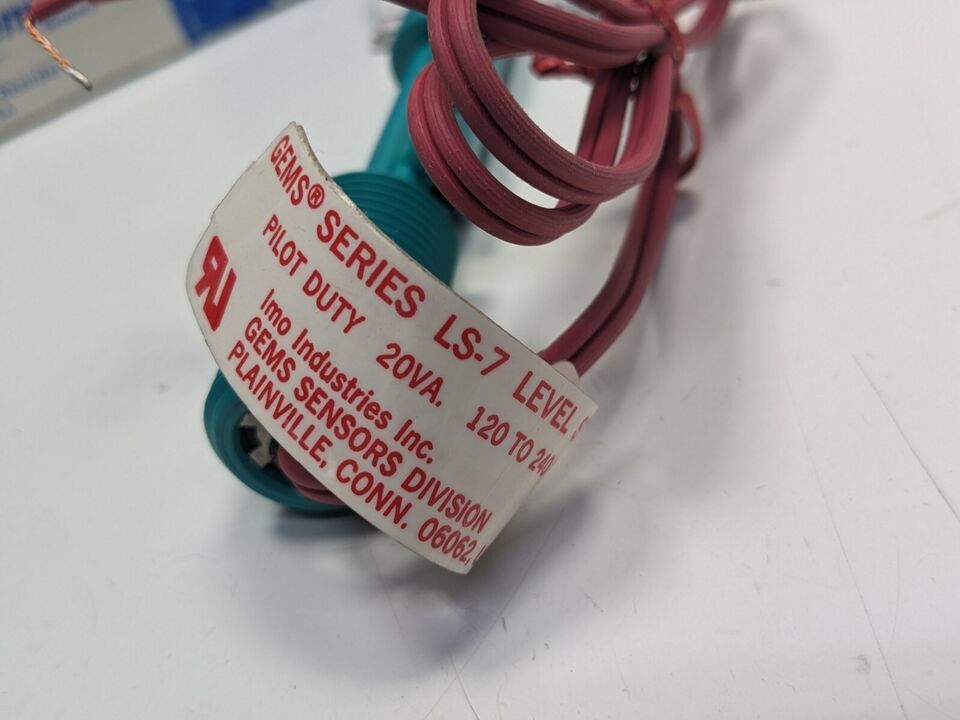 GEMS® SERIES LS-7 LEVEL
PILOT DUTY 20VA. 120 TO 240
Imo Industries Inc.
GEMS SENSORS DIVISION
PLAINVILLE, CONN. 06062,